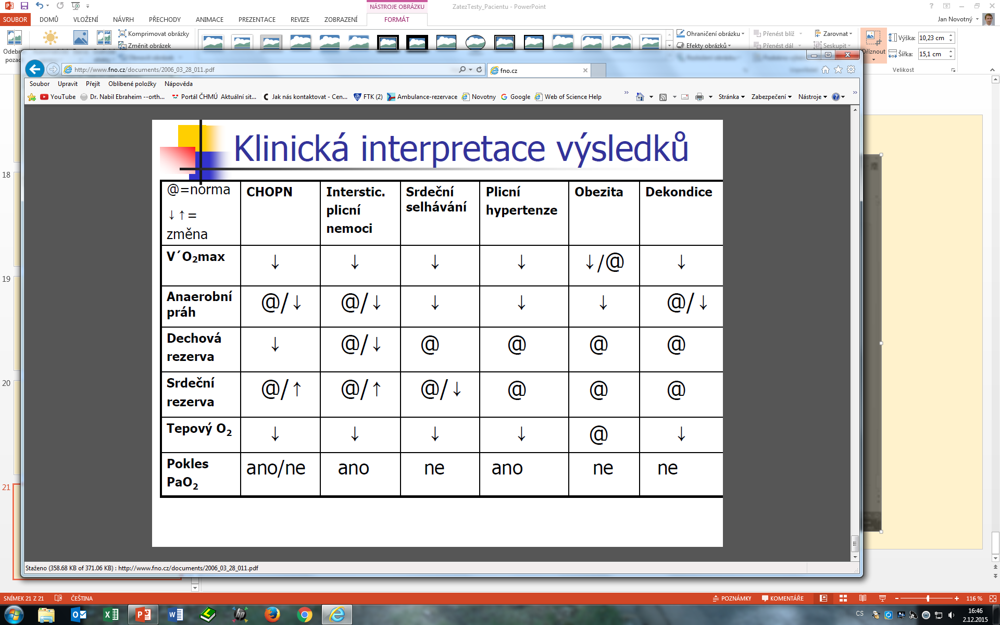 NÁSTROJE OBRÁZKU
ZatezTesty_Pacientu - PowerPoint
SOUBOR DOMŮ VLOŽENÍ NÁVRH PŘECHODY ANIMACE PREZENTACE REVIZE ZOBRAZENÍ FORMÁT
Jan Novotný
Komprimovat obrázky
Změnit obrázek
Ohraničení obrázku
Efekty obrázků
Přenést blíž
Přenést dál
Zarovnat
Seskupit
Oříznout
Výška: 10,23 cm
Šířka: 15,1 cm
Velikost
http://www.fno.cz/documents/2006_03_28_011.pdf
fno.cz
Soubor Upravit Přejít Oblíbené položky Nápověda
YouTube Dr. Nabil Ebraheim --orth... Portál ČHMÚ Aktuální sit... Jak nás kontaktovat - Cen... FTK (2) Ambulance-rezervace Novotny Google Web of Science Help
Stránka Zabezpečení Nástroje
Klinická interpretace výsledků
@=norma
↓↑=
změna
CHOPN
Interstic.
plicní
nemoci
Srdeční
selhávání
Plicní
hypertenze
Obezita
Dekondice
V´O₂max ↓ ↓ ↓ ↓ ↓/@ ↓
Anaerobní
práh
@/↓ @/↓ ↓ ↓ ↓ @/↓
Dechová
rezerva
↓ @/↓ @ @ @ @
Srdeční
rezerva
@/↑ @/↑ @/↓ @ @ @
Tepový O₂ ↓ ↓ ↓ ↓ @ ↓
Pokles
PaO₂
ano/ne ano ne ano ne ne
18
19
20
21
Staženo (358.68 KB of 371.06 KB) : http://www.fno.cz/documents/2006_03_28_011.pdf
SNÍMEK 21 Z 21 ČEŠTINA
POZNÁMKY KOMENTÁŘE
116 %
CS
16:46
2.12.2015